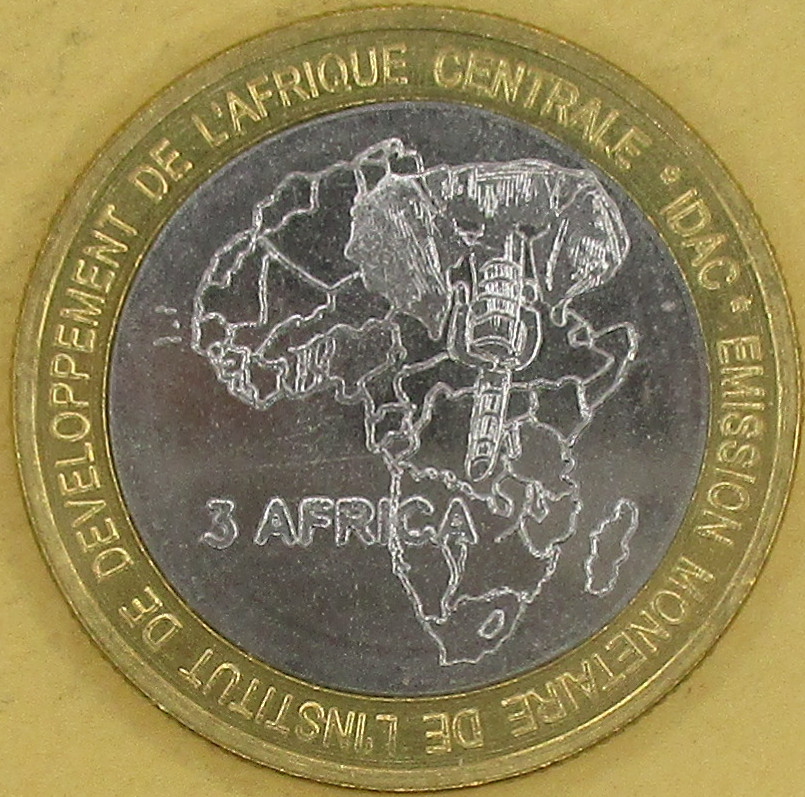 EMISSION MONETAIRE DE L'INSTITUT DE DEVELOPPEMENT DE L'AFRIQUE CENTRALE • IDAC •
3 AFRICA